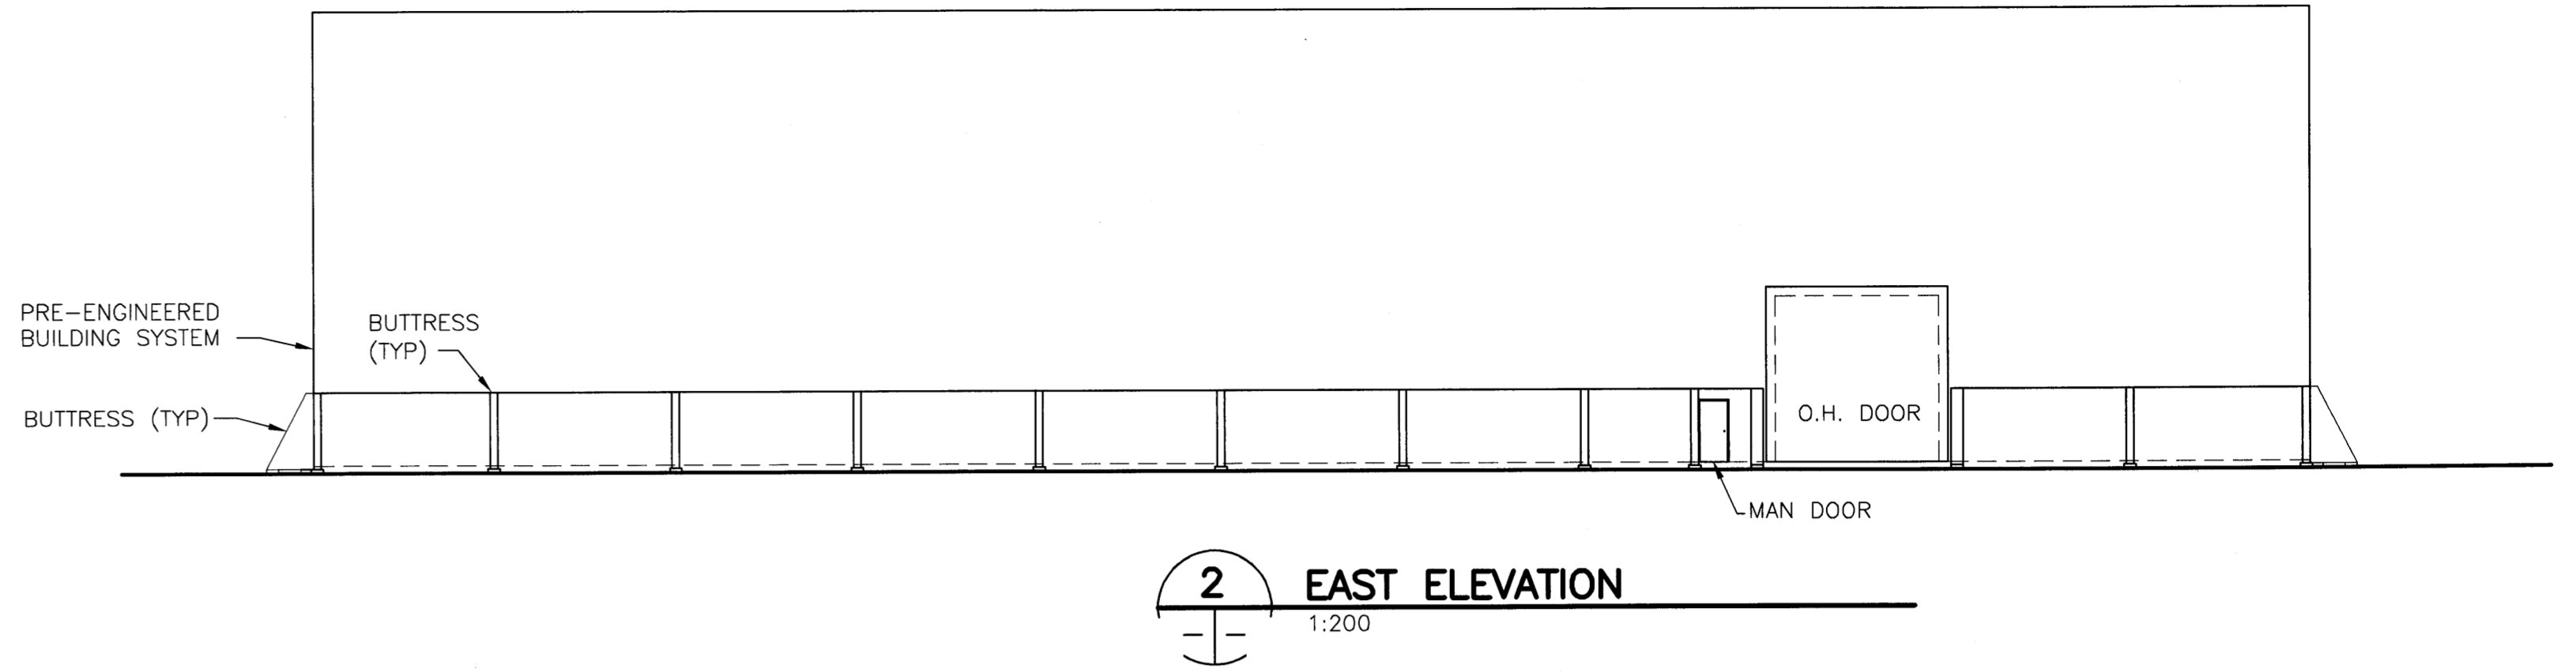 PRE-ENGINEERED
BUILDING SYSTEM
BUTTRESS
(TYP)
BUTTRESS (TYP)
O.H. DOOR
MAN DOOR
2
EAST ELEVATION
1:200